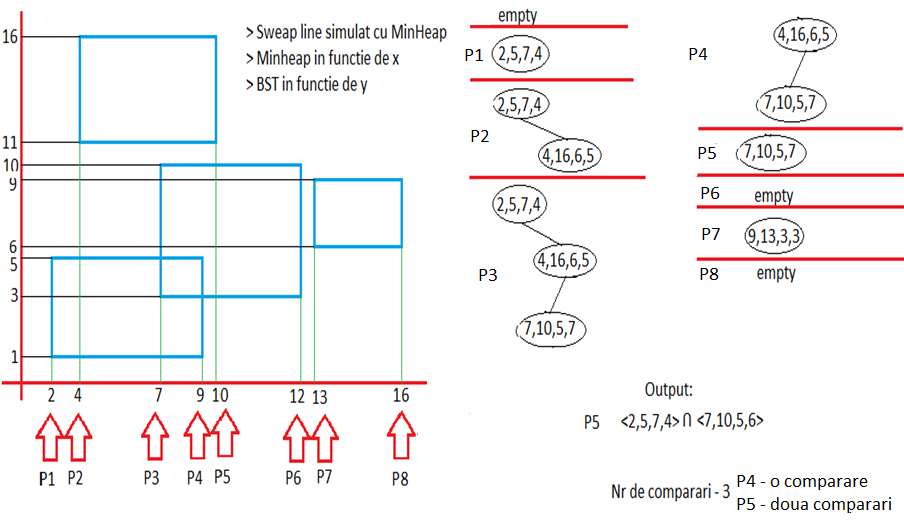 16
11
10
9
6
5
3
1
2 4 7 9 10 12 13 16
P1 P2 P3 P4 P5 P6 P7 P8
> Sweap line simulat cu MinHeap
> Minheap in functie de x
> BST in functie de y
empty
P1
2,5,7,4
P2
2,5,7,4
4,16,6,5
P3
2,5,7,4
4,16,6,5
7,10,5,7
P4
4,16,6,5
7,10,5,7
P5
7,10,5,7
P6
empty
P7
9,13,3,3
P8
empty
Output:
P5 <2,5,7,4> ∩ <7,10,5,6>
Nr de comparari - 3
P4 - o comparare
P5 - doua comparari